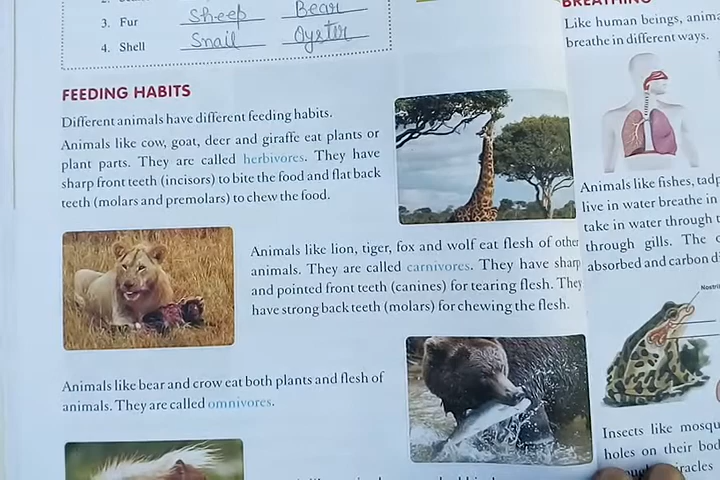 3. Fur Sheep Bear
4. Shell Snail Oyster
FEEDING HABITS
Different animals have different feeding habits.
Animals like cow, goat, deer and giraffe eat plants or
plant parts. They are called herbivores. They have
sharp front teeth (incisors) to bite the food and flat back
teeth (molars and premolars) to chew the food.
Animals like lion, tiger, fox and wolf eat flesh of other
animals. They are called carnivores. They have sharp
and pointed front teeth (canines) for tearing flesh. They
have strong back teeth (molars) for chewing the flesh.
Animals like bear and crow eat both plants and flesh of
animals. They are called omnivores.
BREATHING
Like human beings, anima
breathe in different ways.
Animals like fishes, tadp
live in water breathe in
take in water through t
through gills. The
absorbed and carbon d
Nostri
Insects like mosqu
holes on their bod
iracles